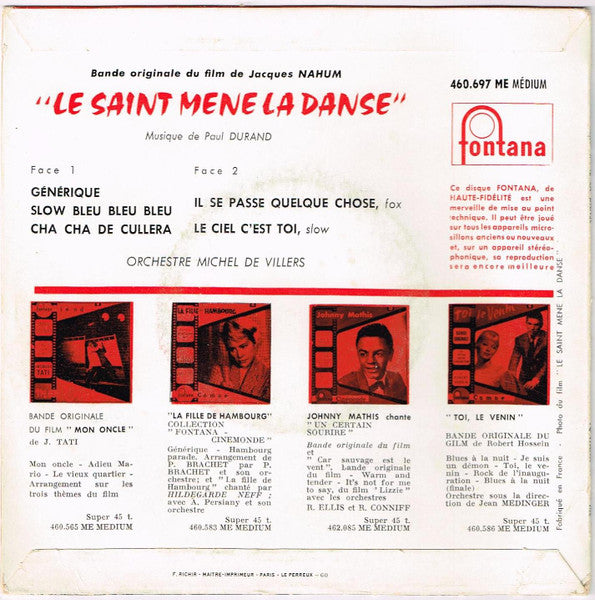 Bande originale du film de Jacques NAHUM
"LE SAINT MENE LA DANSE"
Musique de Paul DURAND
460.697 ME MÉDIUM
fontana
Face 1
GÉNÉRIQUE
SLOW BLEU BLEU BLEU
CHA CHA DE CULLERA
Face 2
IL SE PASSE QUELQUE CHOSE, fox
LE CIEL C'EST TOI, slow
ORCHESTRE MICHEL DE VILLERS
Ce disque FONTANA, de
HAUTE-FIDÉLITÉ est une
merveille de mise au point
technique. Il peut être joué
sur tous les appareils micro-
sillons anciens ou nouveaux
et, sur un appareil stéréo-
phonique, sa reproduction
sera encore meilleure
TATI
LA FILLE HAMBOURG
Johnny Mathis
Toi, le Venin
BANDE ORIGINALE
DU FILM "MON ONCLE"
de J. TATI
Mon oncle - Adieu Ma-
rio - Le vieux quartier -
Arrangement sur les
trois thèmes du film
Super 45 t.
460.565 ME MEDIUM
"LA FILLE DE HAMBOURG"
COLLECTION
"FONTANA -
CINEMONDE"
Générique - Hambourg
parade. Arrangement de
P. BRACHET par P.
BRACHET et son or-
chestre; et "La fille de
Hambourg" chanté par
HILDEGARDE NEFF ;
avec A. Persiany et son
orchestre
Super 45 t.
460.583 ME MEDIUM
JOHNNY MATHIS chante
"UN CERTAIN
SOURIRE"
Bande originale du film
et
"Car sauvage est le
vent". Lande originale
du film - Warm and
tender - It's not for me
to say, du film 'Lizzie"
avec les orchestres
R. ELLIS et R. CONNIFF
Super 45 t.
462.085 ME MEDIUM
"TOI, LE VENIN"
BANDE ORIGINALE DU
GILM de Robert Hossein
Blues à la nuit - Je suis
un démon - Toi, le ve-
nin - Rock de l'inaugu-
ration - Blues à la nuit
(finale)
Orchestre sous la direc-
tion de Jean MEDINGER
Super 45 t.
460.586 ME MEDIUM
Fabriqué en France - Photo du film "LE SAINT MENE LA DANSE"
F. RICHIR - MAITRE-IMPRIMEUR - PARIS - LE PERREUX